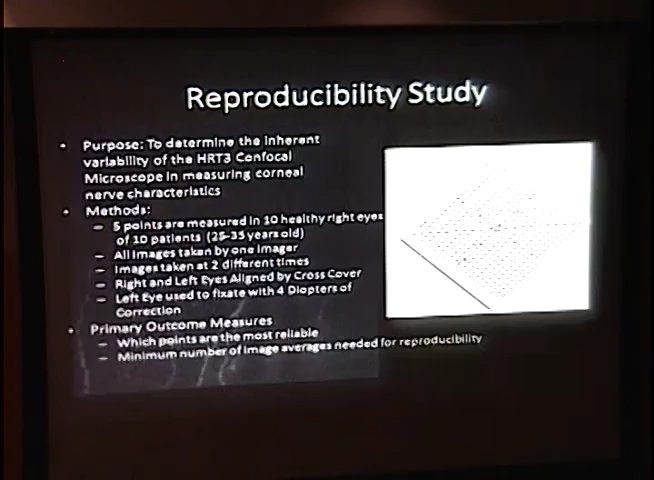 Reproducibility Study
• Purpose: To determine the inherent
variability of the HRT3 Confocal
Microscope in measuring corneal
nerve characteristics
• Methods:
– 5 points are measured in 10 healthy right eyes
of 10 patients (25-35 years old)
– All images taken by one imager
– Images taken at 2 different times
– Right and Left Eyes Aligned by Cross Cover
– Left Eye used to fixate with 4 Diopters of
Correction
• Primary Outcome Measures
– Which points are the most reliable
– Minimum number of image averages needed for reproducibility